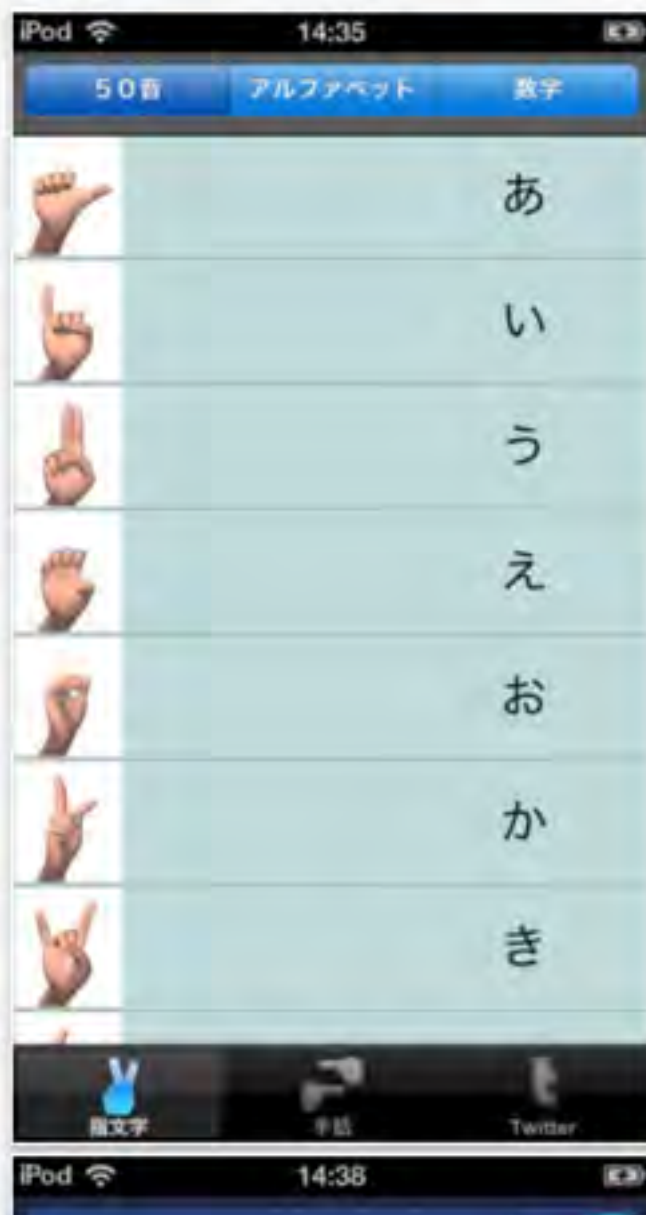 iPod 14:35
50音 アルファベット 数字
あ
い
う
え
お
か
き
指文字 手話 Twitter
iPod 14:38